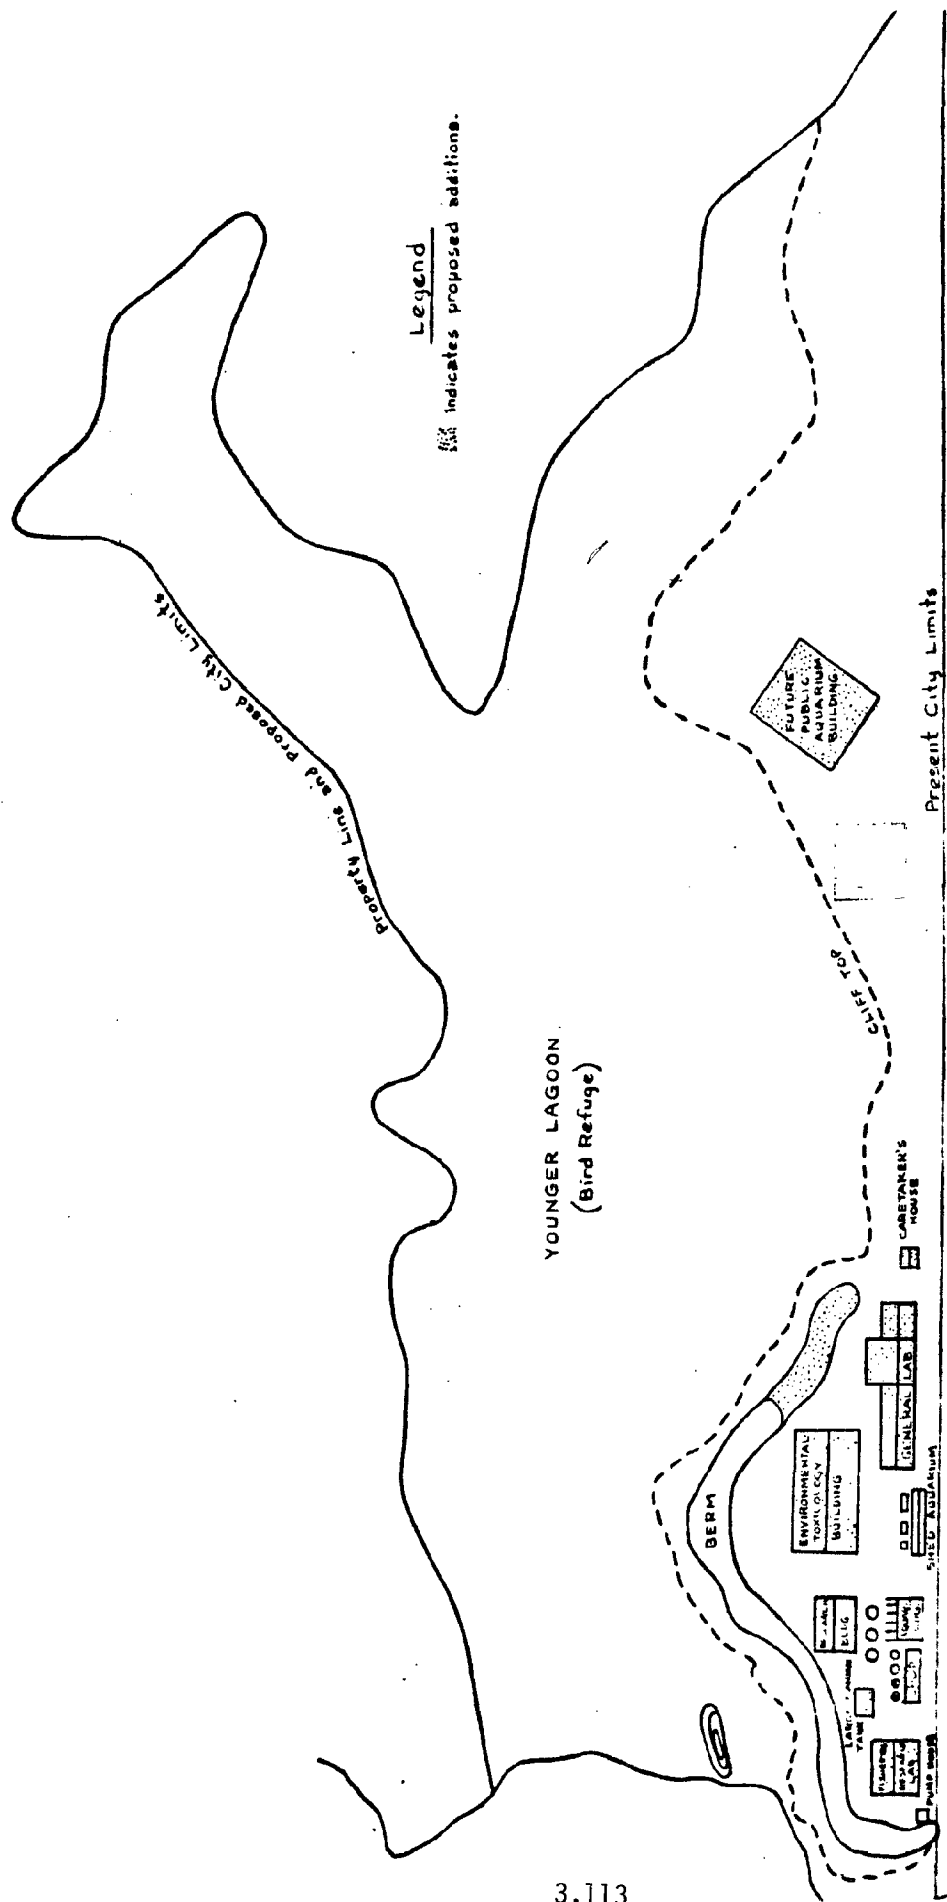 Legend
indicates proposed additions.
Property Line and Proposed City Limits
YOUNGER LAGOON
(Bird Refuge)
CLIFF TOP
FUTURE
PUBLIC
AQUARIUM
BUILDING
Present City Limits
BERM
CARETAKER'S
HOUSE
GENERAL LAB
ENVIRONMENTAL
TOXICOLOGY
BUILDING
SHED AQUARIUM
BLDG
TANK
LAB
PUMP HOUSE
3.113